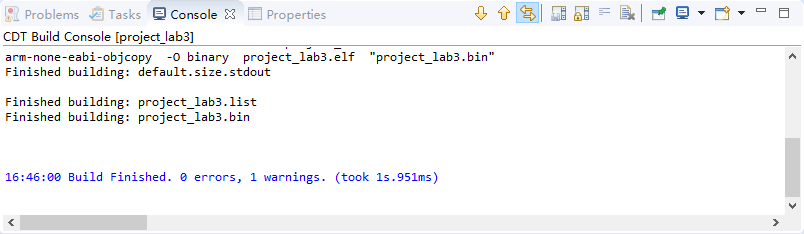 Problems Tasks Console Properties
CDT Build Console [project_lab3]
arm-none-eabi-objcopy -O binary project_lab3.elf "project_lab3.bin"
Finished building: default.size.stdout
Finished building: project_lab3.list
Finished building: project_lab3.bin
16:46:00 Build Finished. 0 errors, 1 warnings. (took 1s.951ms)